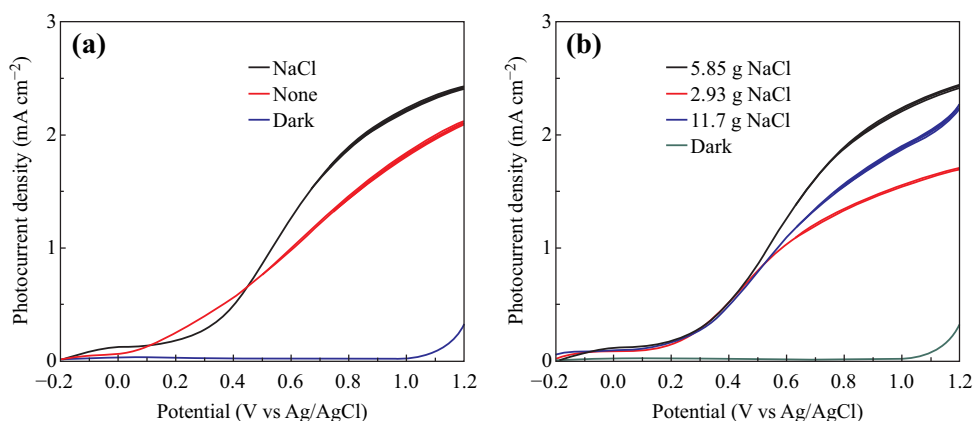 (a)
NaCl
None
Dark
Photocurrent density (mA cm⁻²)
3
2
1
0
−0.2 0.0 0.2 0.4 0.6 0.8 1.0 1.2
Potential (V vs Ag/AgCl)
(b)
5.85 g NaCl
2.93 g NaCl
11.7 g NaCl
Dark
Photocurrent density (mA cm⁻²)
3
2
1
0
−0.2 0.0 0.2 0.4 0.6 0.8 1.0 1.2
Potential (V vs Ag/AgCl)